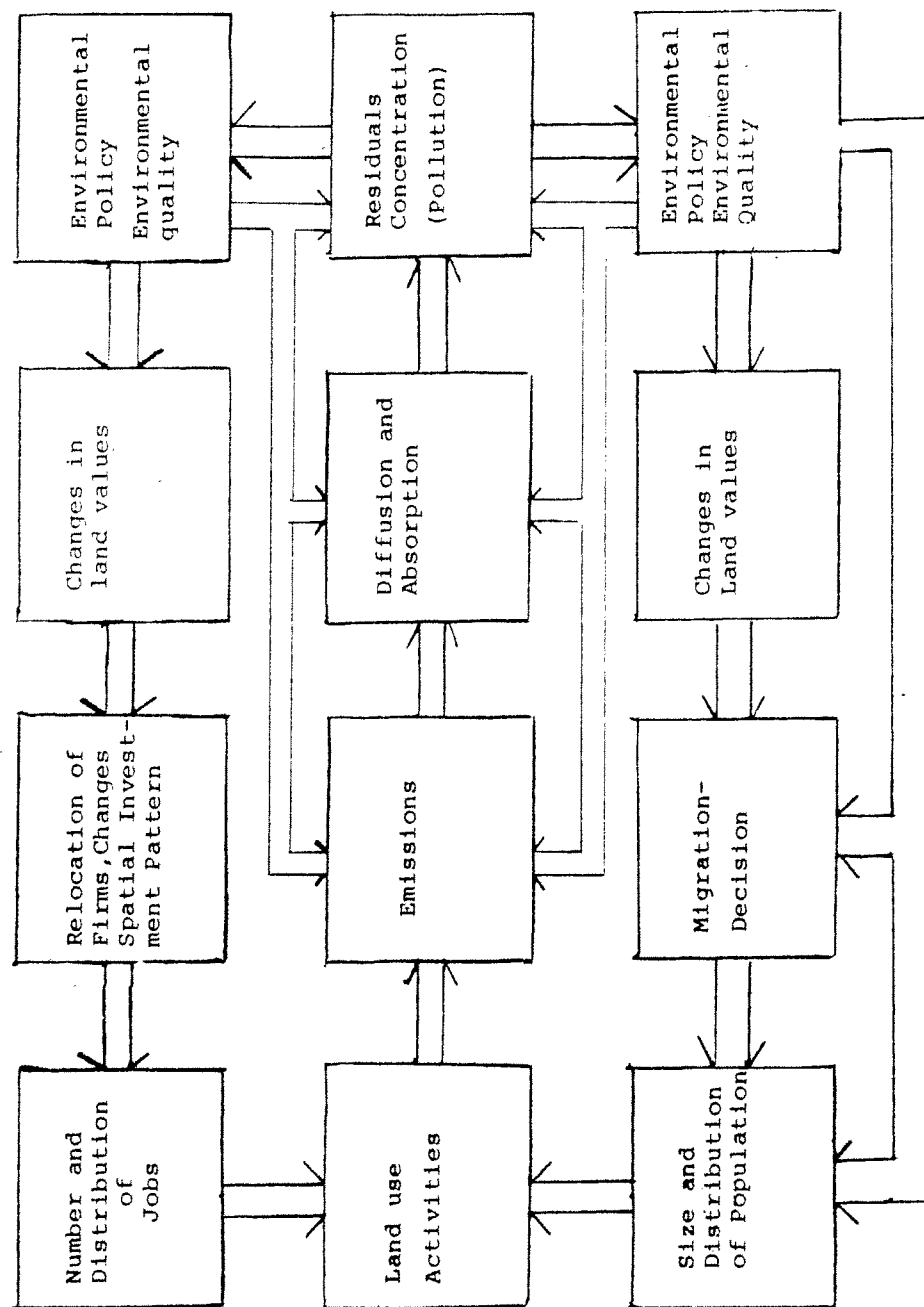 Size and
Distribution
of Population
Land use
Activities
Number and
Distribution
of
Jobs
Migration-
Decision
Emissions
Relocation of
Firms,Changes
Spatial Invest-
ment Pattern
Changes in
Land values
Diffusion and
Absorption
Changes in
land values
Environmental
Policy
Environmental
Quality
Residuals
Concentration
(Pollution)
Environmental
Policy
Environmental
quality